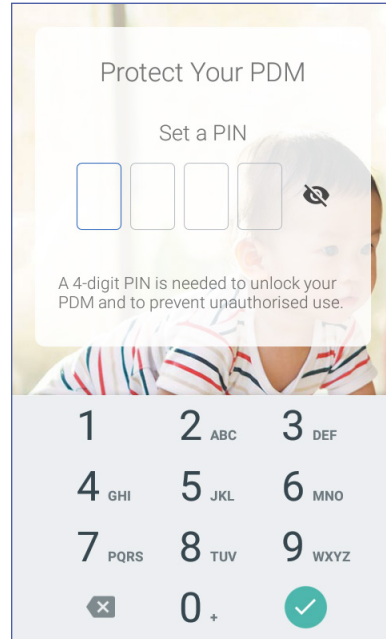 Protect Your PDM
Set a PIN
A 4-digit PIN is needed to unlock your
PDM and to prevent unauthorised use.
1 2 ABC 3 DEF
4 GHI 5 JKL 6 MNO
7 PQRS 8 TUV 9 WXYZ
0 +